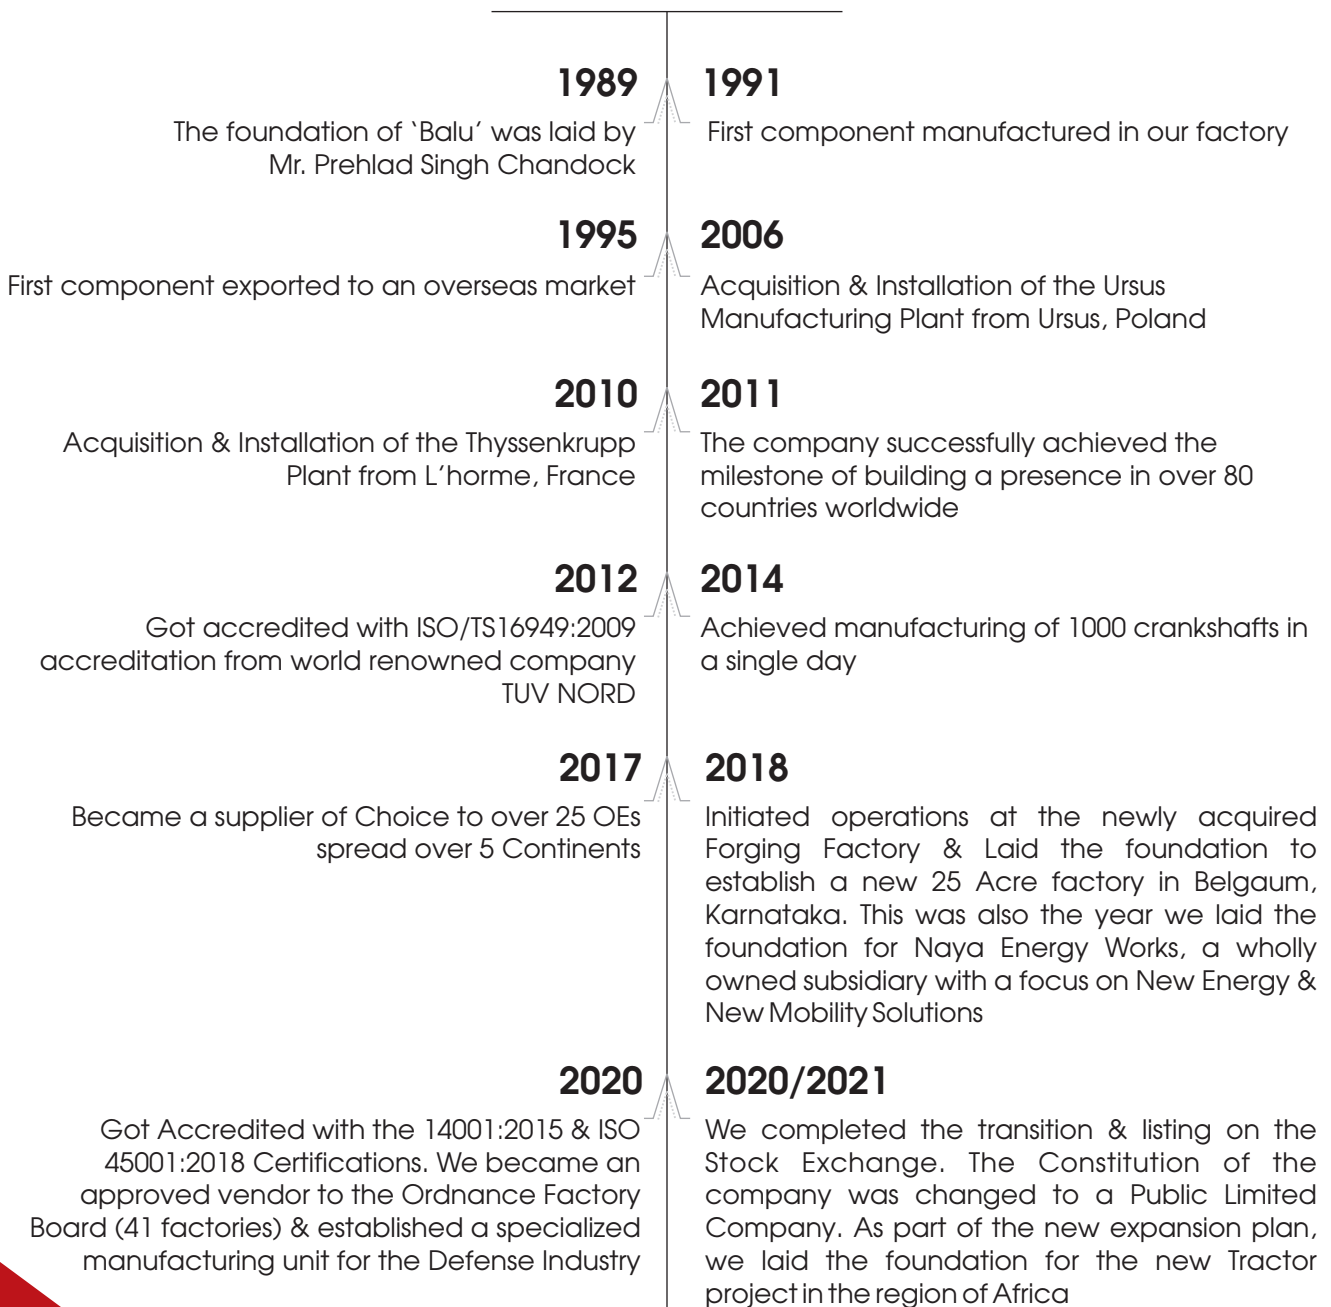 1989
The foundation of ‘Balu’ was laid by
Mr. Prehlad Singh Chandock
1991
First component manufactured in our factory
1995
First component exported to an overseas market
2006
Acquisition & Installation of the Ursus
Manufacturing Plant from Ursus, Poland
2010
Acquisition & Installation of the Thyssenkrupp
Plant from L’horme, France
2011
The company successfully achieved the
milestone of building a presence in over 80
countries worldwide
2012
Got accredited with ISO/TS16949:2009
accreditation from world renowned company
TUV NORD
2014
Achieved manufacturing of 1000 crankshafts in
a single day
2017
Became a supplier of Choice to over 25 OEs
spread over 5 Continents
2018
Initiated operations at the newly acquired
Forging Factory & Laid the foundation to
establish a new 25 Acre factory in Belgaum,
Karnataka. This was also the year we laid the
foundation for Naya Energy Works, a wholly
owned subsidiary with a focus on New Energy &
New Mobility Solutions
2020
Got Accredited with the 14001:2015 & ISO
45001:2018 Certifications. We became an
approved vendor to the Ordnance Factory
Board (41 factories) & established a specialized
manufacturing unit for the Defense Industry
2020/2021
We completed the transition & listing on the
Stock Exchange. The Constitution of the
company was changed to a Public Limited
Company. As part of the new expansion plan,
we laid the foundation for the new Tractor
project in the region of Africa